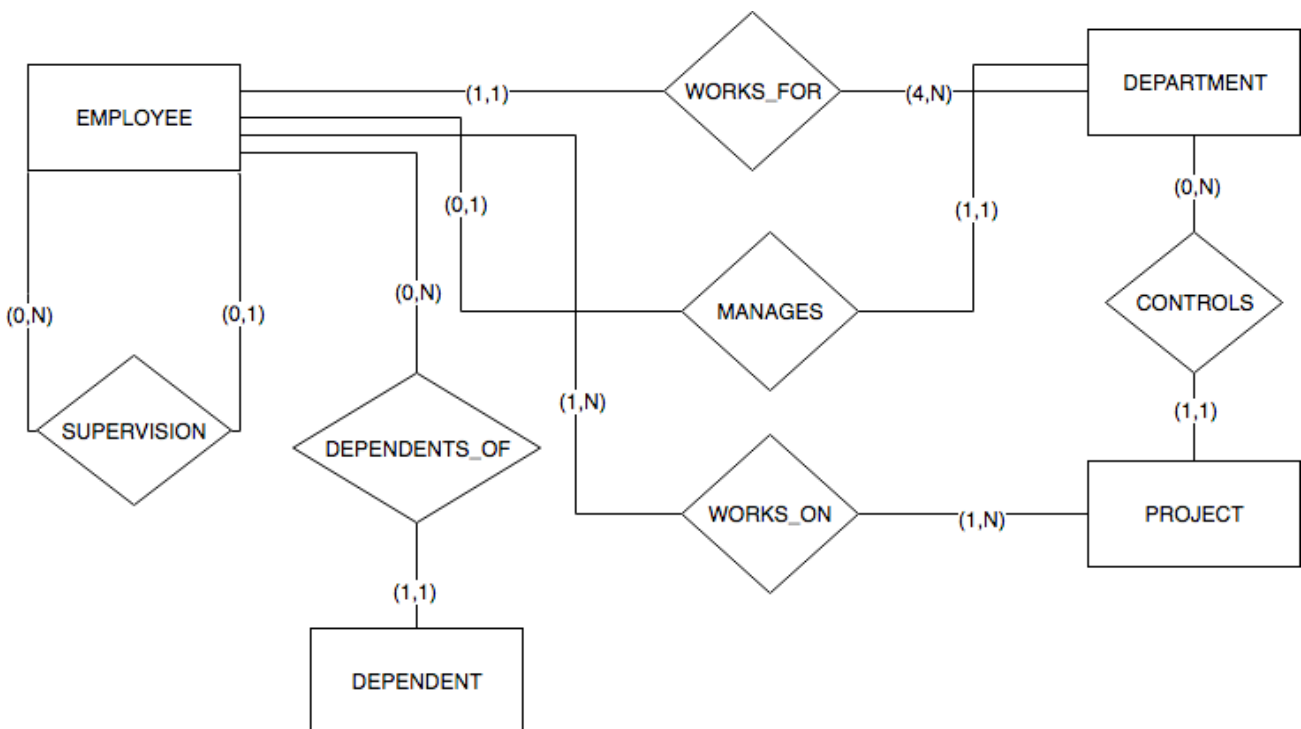 DEPARTMENT
WORKS_FOR
(1,1)
(4,N)
EMPLOYEE
(0,N)
(0,1)
(1,1)
(0,N)
CONTROLS
MANAGES
(0,N)
(0,1)
(1,N)
(1,1)
SUPERVISION
DEPENDENTS_OF
WORKS_ON
(1,N)
PROJECT
(1,1)
DEPENDENT